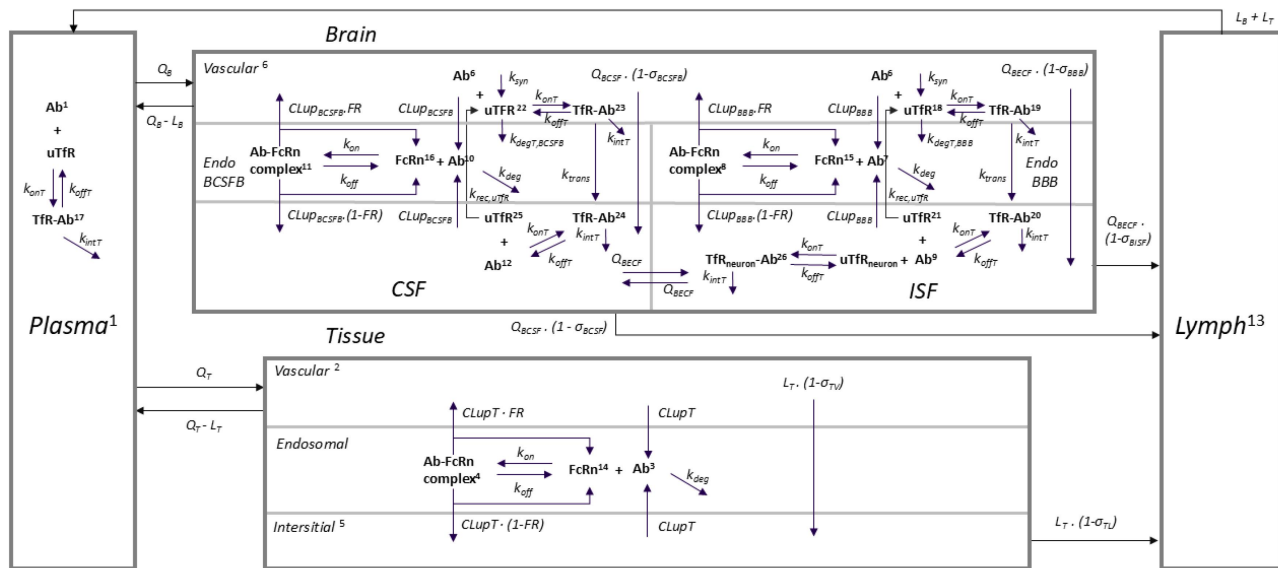 L_B + L_T
Brain
Q_B
Q_B - L_B
Vascular ⁶
Ab⁶
+
k_syn
uTfR²²
k_onT
k_offT
TfR-Ab²³
Q_BCSF . (1-σ_BCSFB)
CLup_BCSFB.FR
CLup_BCSFB
k_degT,BCSFB
k_intT
Ab⁶
+
k_syn
uTfR¹⁸
k_onT
k_offT
TfR-Ab¹⁹
Q_BECF . (1-σ_BBB)
CLup_BBB.FR
CLup_BBB
k_degT,BBB
k_intT
Endo
BCSFB
Ab-FcRn
complex¹¹
k_on
k_off
FcRn¹⁶ + Ab¹⁰
k_deg
k_trans
k_rec,uTfR
Ab-FcRn
complex⁸
k_on
k_off
FcRn¹⁵ + Ab⁷
k_deg
k_trans
k_rec,uTfR
Endo
BBB
CLup_BCSFB.(1-FR)
CLup_BCSFB
uTfR²⁵
+
Ab¹²
k_onT
k_offT
TfR-Ab²⁴
k_intT
Q_BECF
Q_BECF
CLup_BBB.(1-FR)
CLup_BBB
uTfR²¹
+
k_onT
k_offT
TfR-Ab²⁰
k_intT
TfR_neuron-Ab²⁶
k_intT
k_onT
k_offT
uTfR_neuron + Ab⁹
CSF
ISF
Q_BECF .
(1-σ_BISF)
Q_BCSF . (1 - σ_BCSF)
Ab¹
+
uTfR
k_onT
k_offT
TfR-Ab¹⁷
k_intT
Plasma¹
Lymph¹³
Tissue
Q_T
Q_T - L_T
Vascular ²
L_T . (1-σ_TV)
CLupT · FR
CLupT
Endosomal
Ab-FcRn
complex⁴
k_on
k_off
FcRn¹⁴ + Ab³
k_deg
Intersitial ⁵
CLupT · (1-FR)
CLupT
L_T . (1-σ_TL)